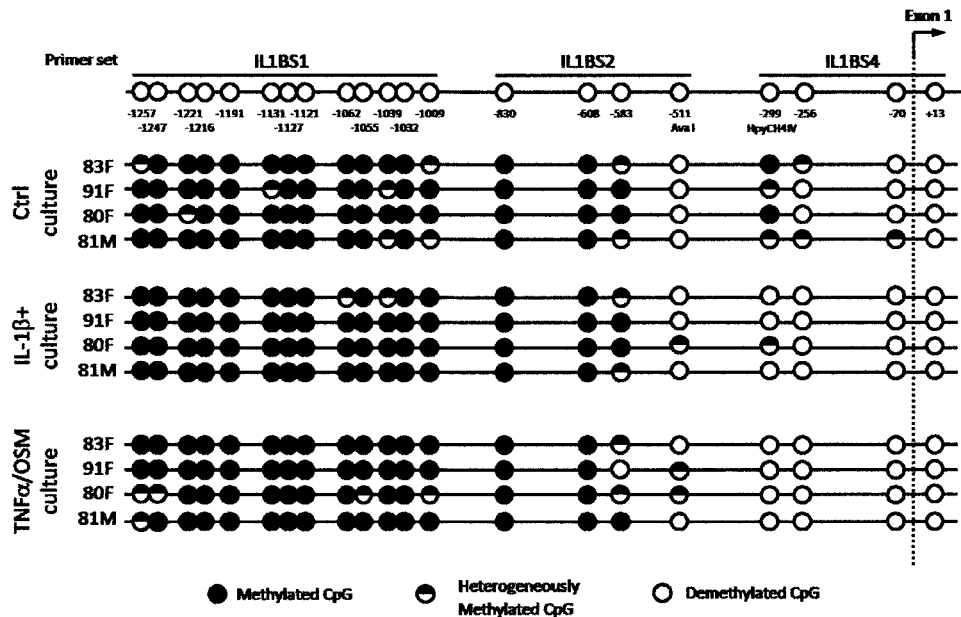 Exon 1
Primer set IL1BS1 IL1BS2 IL1BS4
-1257 -1221 -1191 -1131 -1121 -1062 -1039 -1009 -830 -608 -583 -511 -299 -256 -70 +13
-1247 -1216 -1127 -1055 -1032 Ava I HpyCH4IV
Ctrl culture
83F
91F
80F
81M
IL-1β+ culture
83F
91F
80F
81M
TNFα/OSM culture
83F
91F
80F
81M
Methylated CpG
Heterogeneously
Methylated CpG
Demethylated CpG